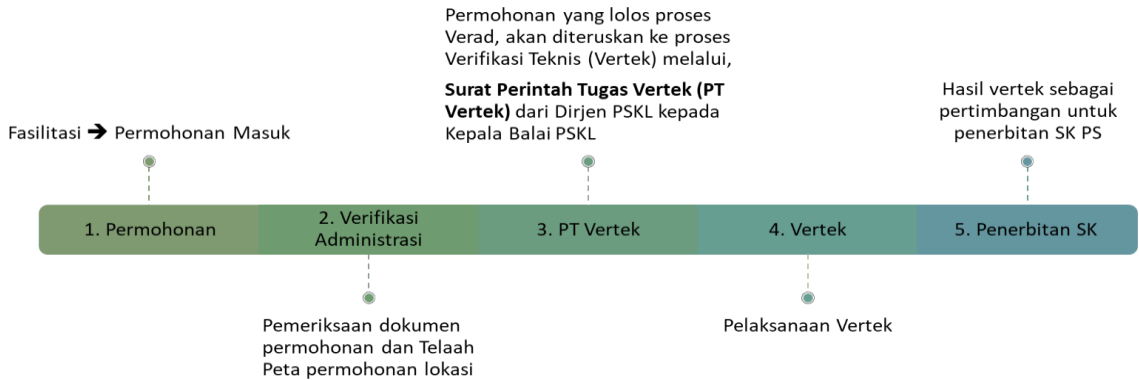 Permohonan yang lolos proses
Verad, akan diteruskan ke proses
Verifikasi Teknis (Vertek) melalui,
Surat Perintah Tugas Vertek (PT
Vertek) dari Dirjen PSKL kepada
Kepala Balai PSKL
Hasil vertek sebagai
pertimbangan untuk
penerbitan SK PS
Fasilitasi ➔ Permohonan Masuk
1. Permohonan
2. Verifikasi
Administrasi
3. PT Vertek
4. Vertek
5. Penerbitan SK
Pemeriksaan dokumen
permohonan dan Telaah
Peta permohonan lokasi
Pelaksanaan Vertek